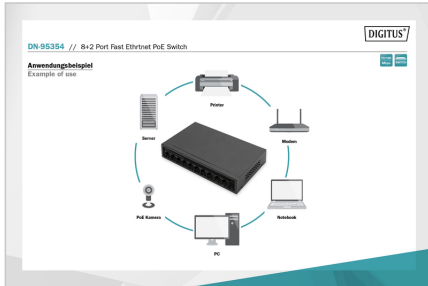 DIGITUS®
DN-95354 // 8+2 Port Fast Ethrtnet PoE Switch
Anwendungsbeispiel
Example of use
Printer
Server
Modem
PoE Kamera
Notebook
PC